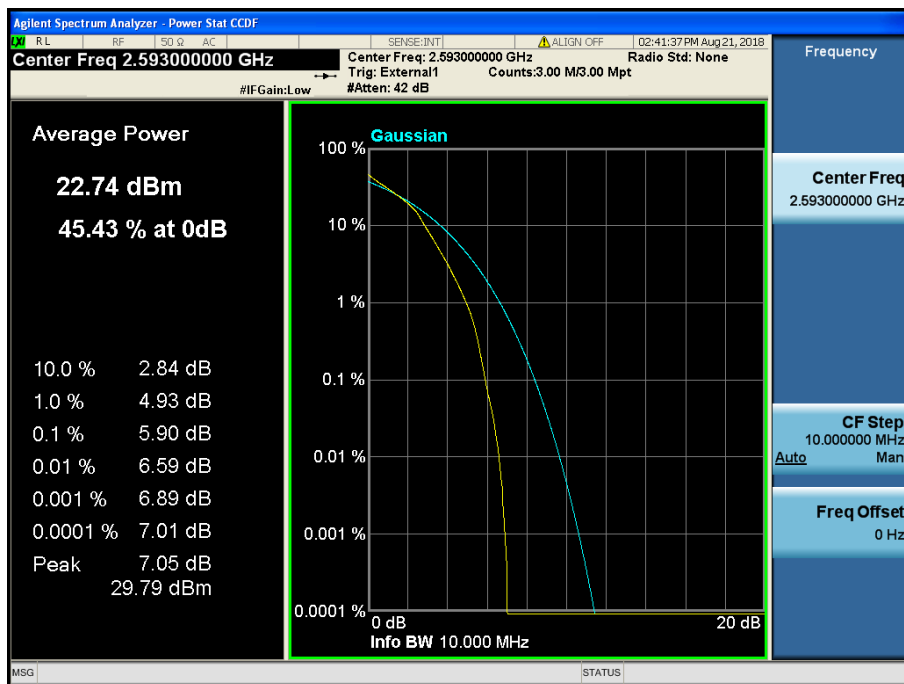 Agilent Spectrum Analyzer - Power Stat CCDF
LXI RL RF 50 Ω AC SENSE:INT ALIGN OFF 02:41:37 PM Aug 21, 2018
Center Freq 2.593000000 GHz
Center Freq: 2.593000000 GHz Radio Std: None
Trig: External1 Counts:3.00 M/3.00 Mpt
#IFGain:Low #Atten: 42 dB
Average Power
22.74 dBm
45.43 % at 0dB
10.0 % 2.84 dB
1.0 % 4.93 dB
0.1 % 5.90 dB
0.01 % 6.59 dB
0.001 % 6.89 dB
0.0001 % 7.01 dB
Peak 7.05 dB
29.79 dBm
Gaussian
100 %
10 %
1 %
0.1 %
0.01 %
0.001 %
0.0001 %
0 dB 20 dB
Info BW 10.000 MHz
Frequency
Center Freq
2.593000000 GHz
CF Step
10.000000 MHz
Auto Man
Freq Offset
0 Hz
MSG STATUS